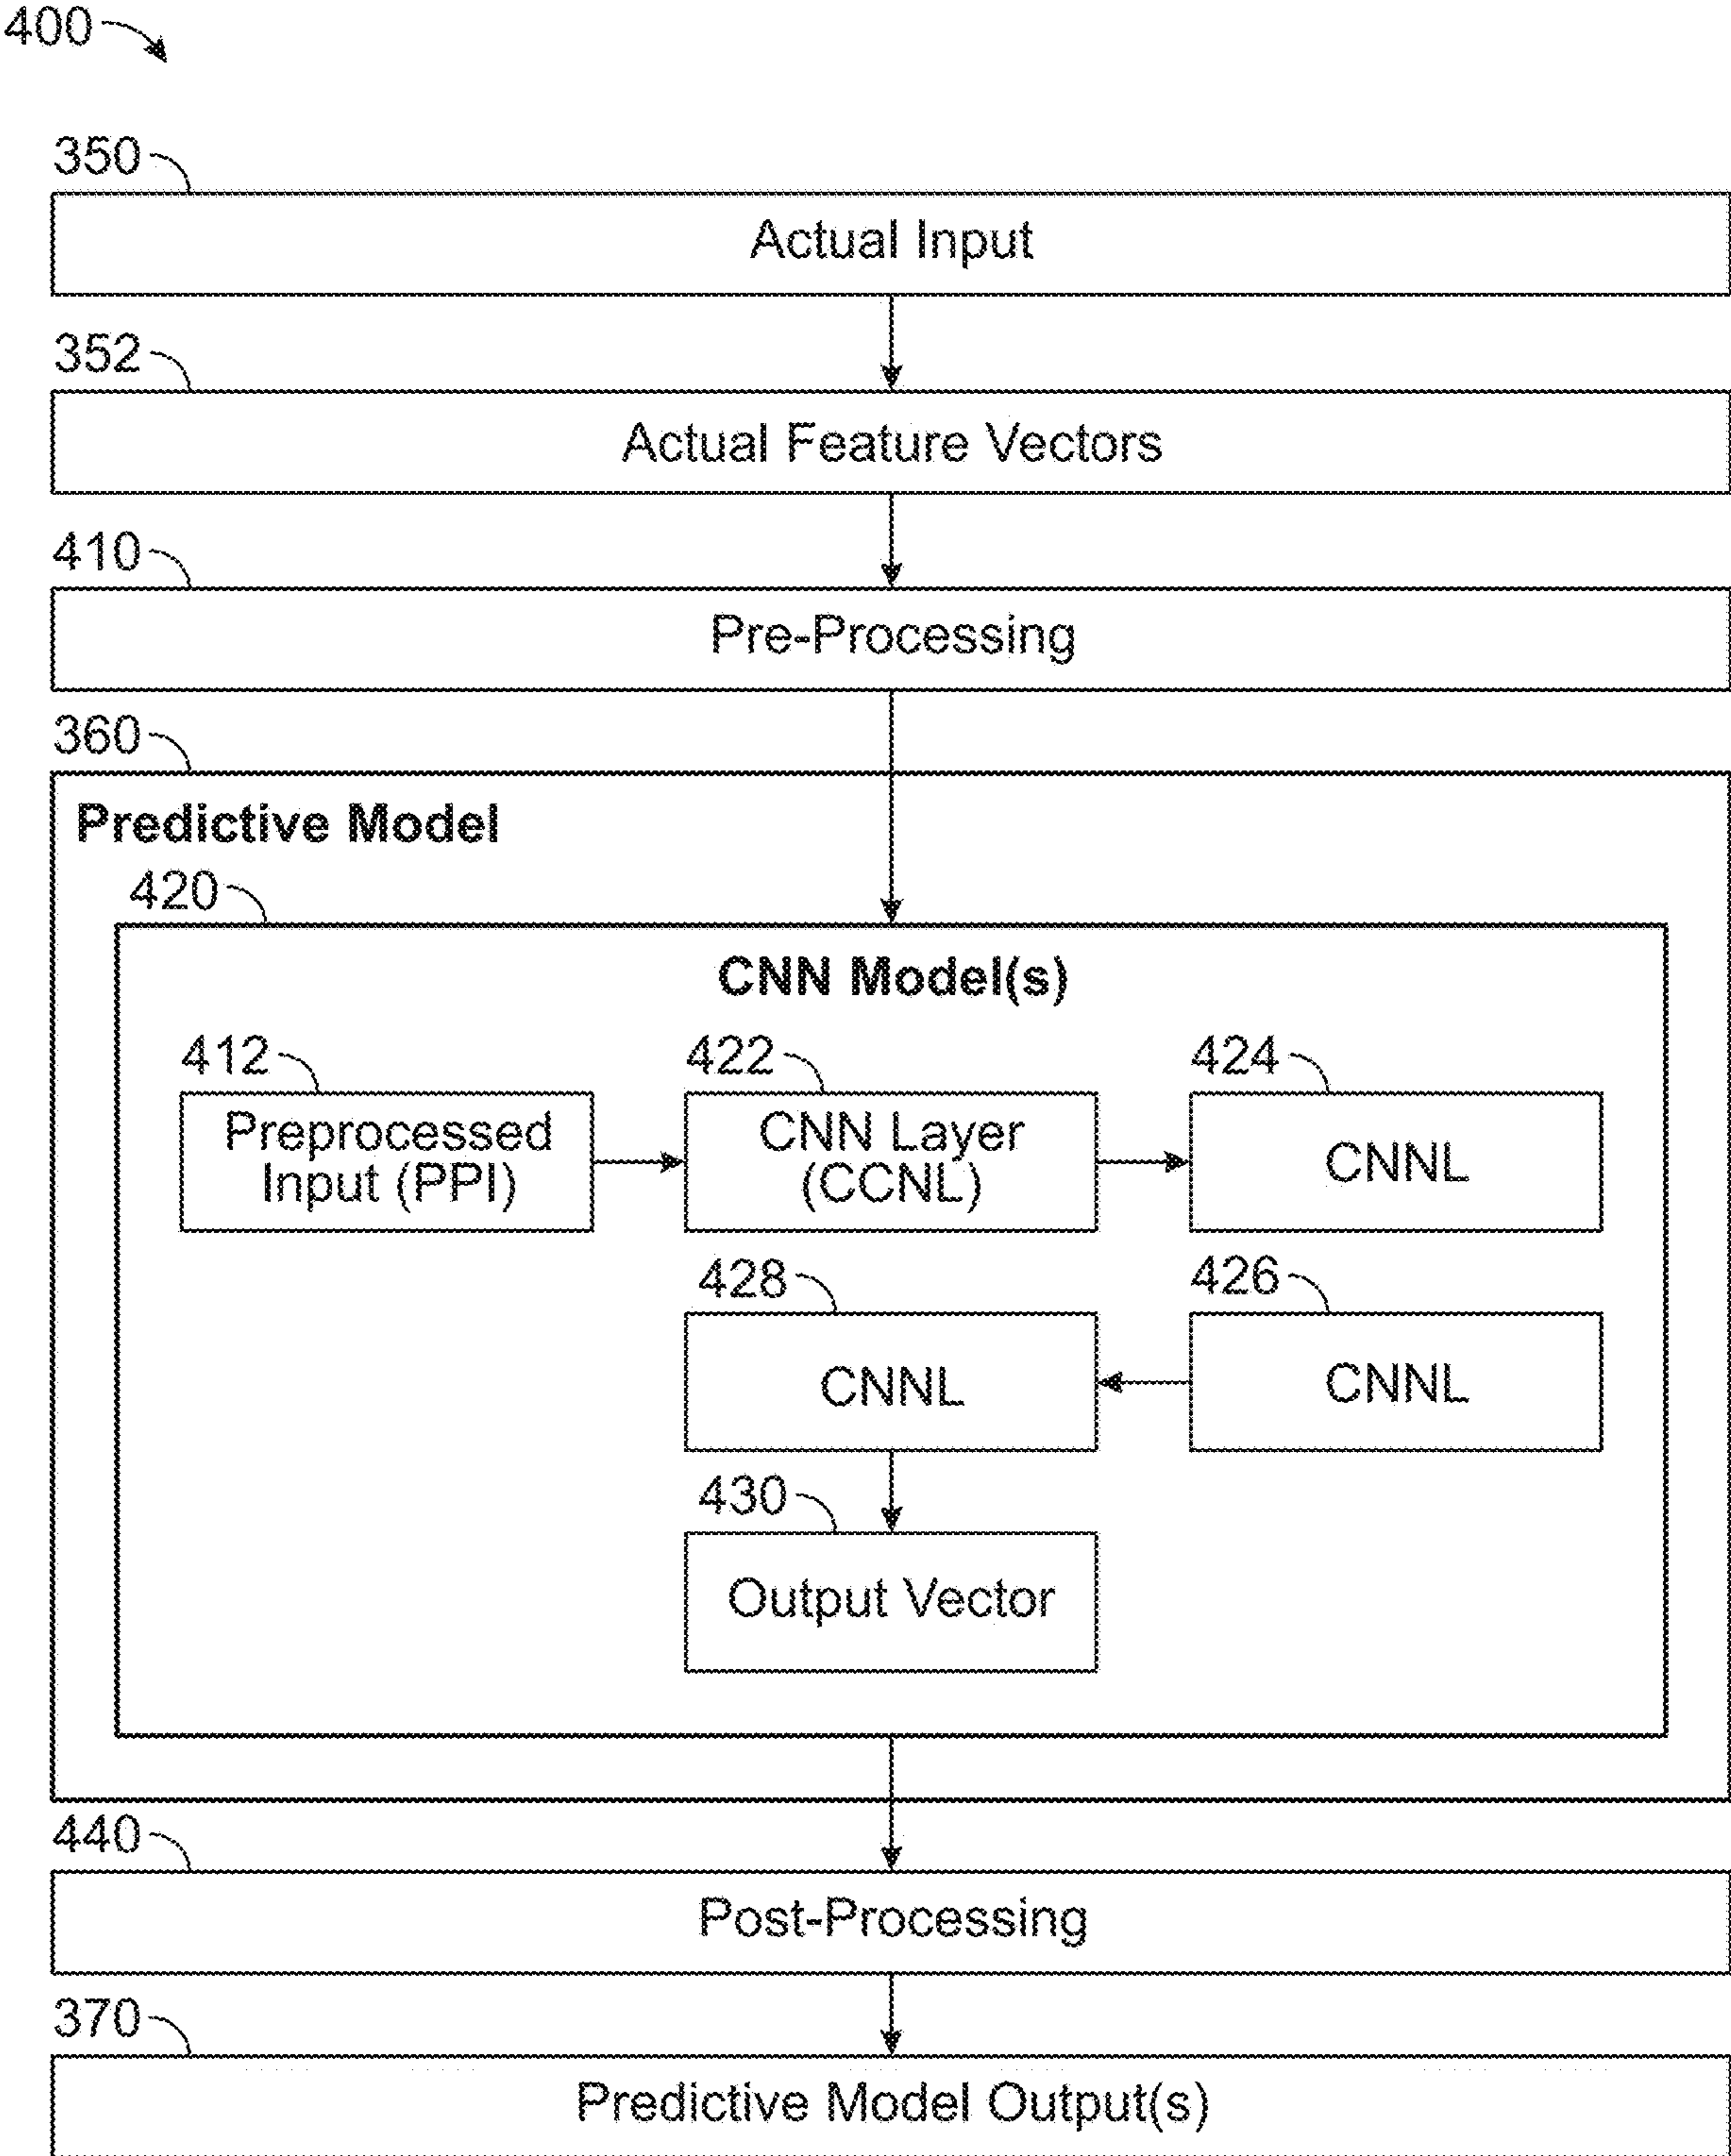 400
350
Actual Input
352
Actual Feature Vectors
410
Pre-Processing
360
Predictive Model
420
CNN Model(s)
412
Preprocessed
Input (PPI)
422
CNN Layer
(CCNL)
424
CNNL
428
CNNL
426
CNNL
430
Output Vector
440
Post-Processing
370
Predictive Model Output(s)